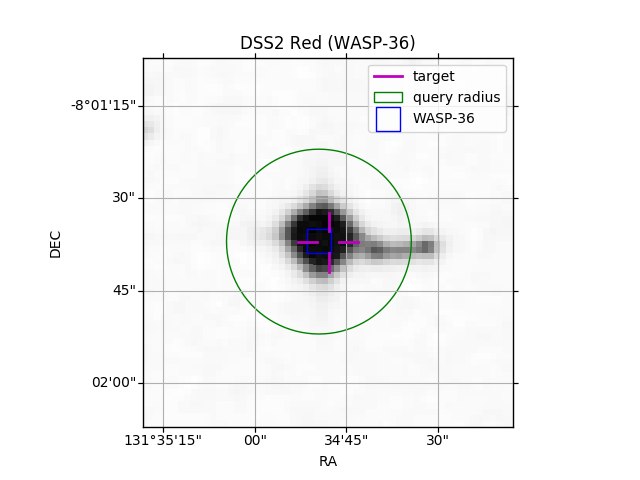 DSS2 Red (WASP-36)
target
query radius
WASP-36
-8°01'15"
30"
45"
02'00"
DEC
131°35'15"
00"
34'45"
30"
RA